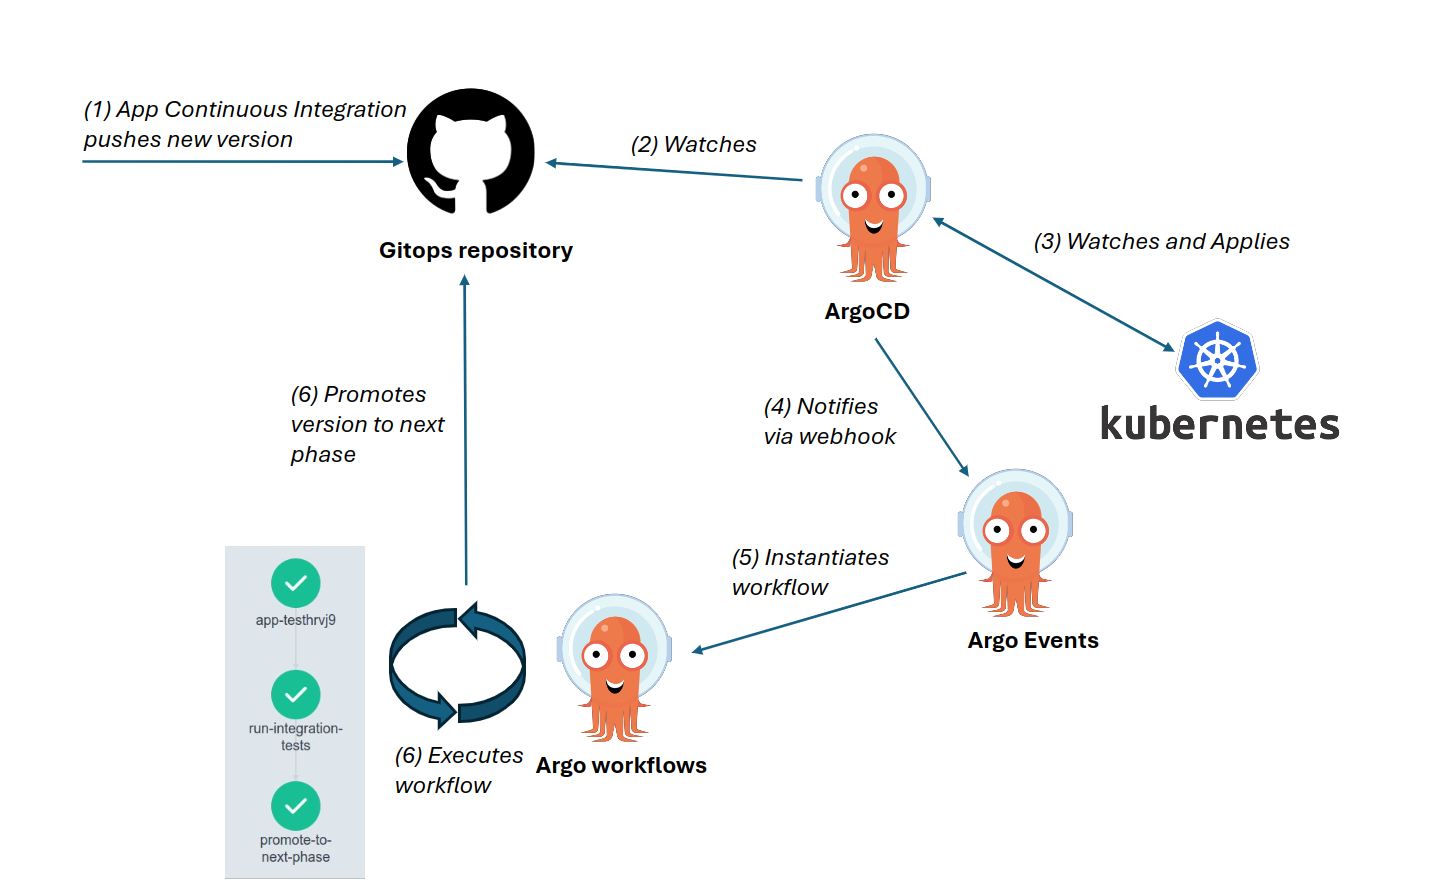 (1) App Continuous Integration
pushes new version
(2) Watches
Gitops repository
(3) Watches and Applies
ArgoCD
kubernetes
(6) Promotes
version to next
phase
(4) Notifies
via webhook
(5) Instantiates
workflow
app-testhrvj9
Argo Events
run-integration-
tests
(6) Executes
workflow
Argo workflows
promote-to-
next-phase